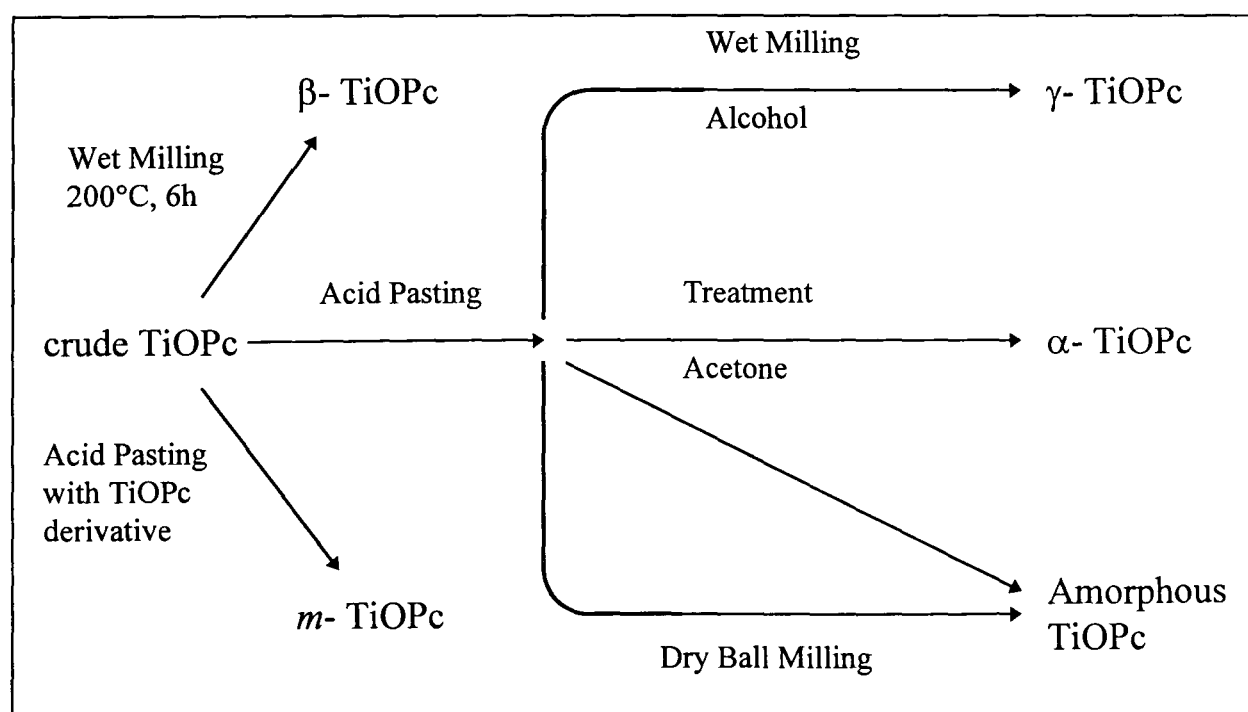 Wet Milling
β- TiOPc
γ- TiOPc
Alcohol
Wet Milling
200°C, 6h
Acid Pasting
Treatment
crude TiOPc
α- TiOPc
Acetone
Acid Pasting
with TiOPc
derivative
m- TiOPc
Amorphous
TiOPc
Dry Ball Milling